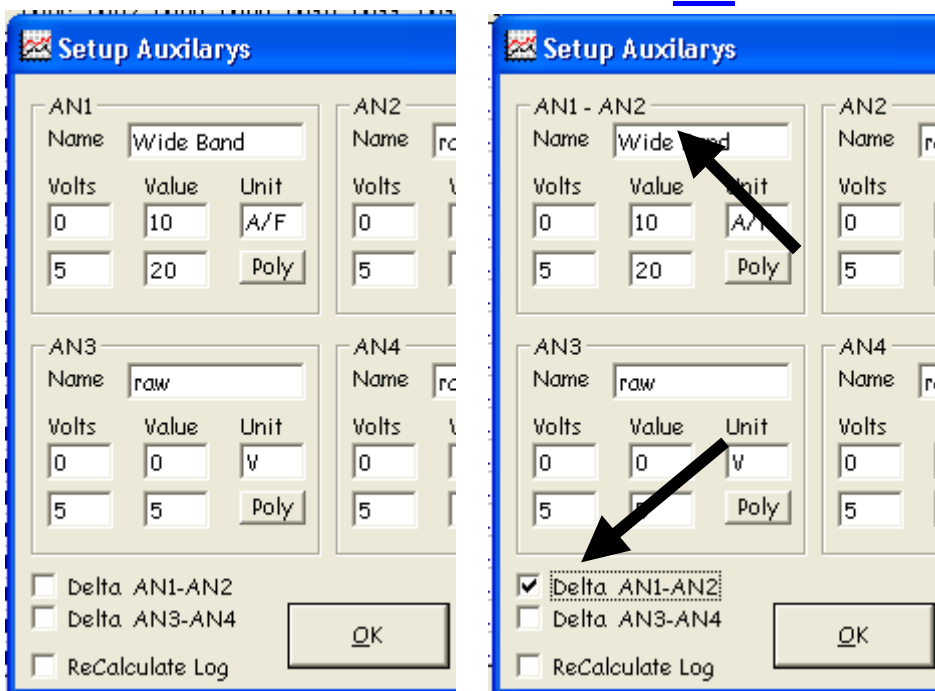 Setup Auxilarys
AN1 AN2
Name Wide Band Name
Volts Value Unit Volts
0 10 A/F 0
5 20 Poly 5
AN3 AN4
Name raw Name
Volts Value Unit Volts
0 0 V 0
5 5 Poly 5
Delta AN1-AN2
Delta AN3-AN4
OK
ReCalculate Log
Setup Auxilarys
AN1 - AN2 AN2
Name Wide Name
Volts Value Unit Volts
0 10 0
5 20 Poly 5
AN3 AN4
Name raw Name
Volts Value Unit Volts
0 0 V 0
5 Poly 5
Delta AN1-AN2
Delta AN3-AN4
OK
ReCalculate Log